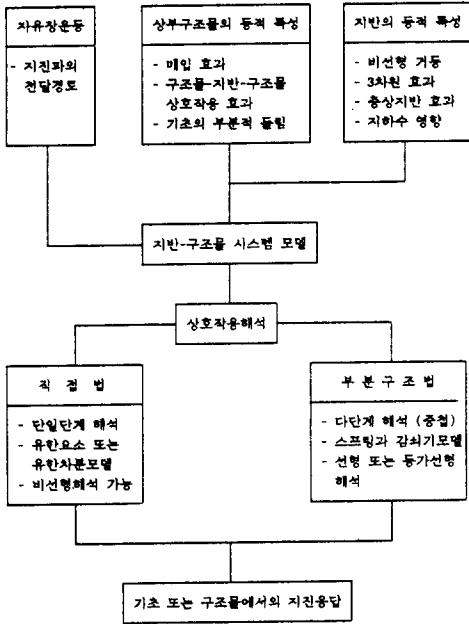 자유장운동
- 지진파의
전달경로
상부구조물의 동적 특성
- 매입 효과
- 구조물-지반-구조물
상호작용 효과
- 기초의 부분적 들림
지반의 동적 특성
- 비선형 거동
- 3차원 효과
- 층상지반 효과
- 지하수 영향
지반-구조물 시스템 모델
상호작용해석
직 접 법
- 단일단계 해석
- 유한요소 또는
유한차분모델
- 비선형해석 가능
부 분 구 조 법
- 다단계 해석 (중첩)
- 스프링과 감쇠기모델
- 선형 또는 등가선형
해석
기초 또는 구조물에서의 지진응답